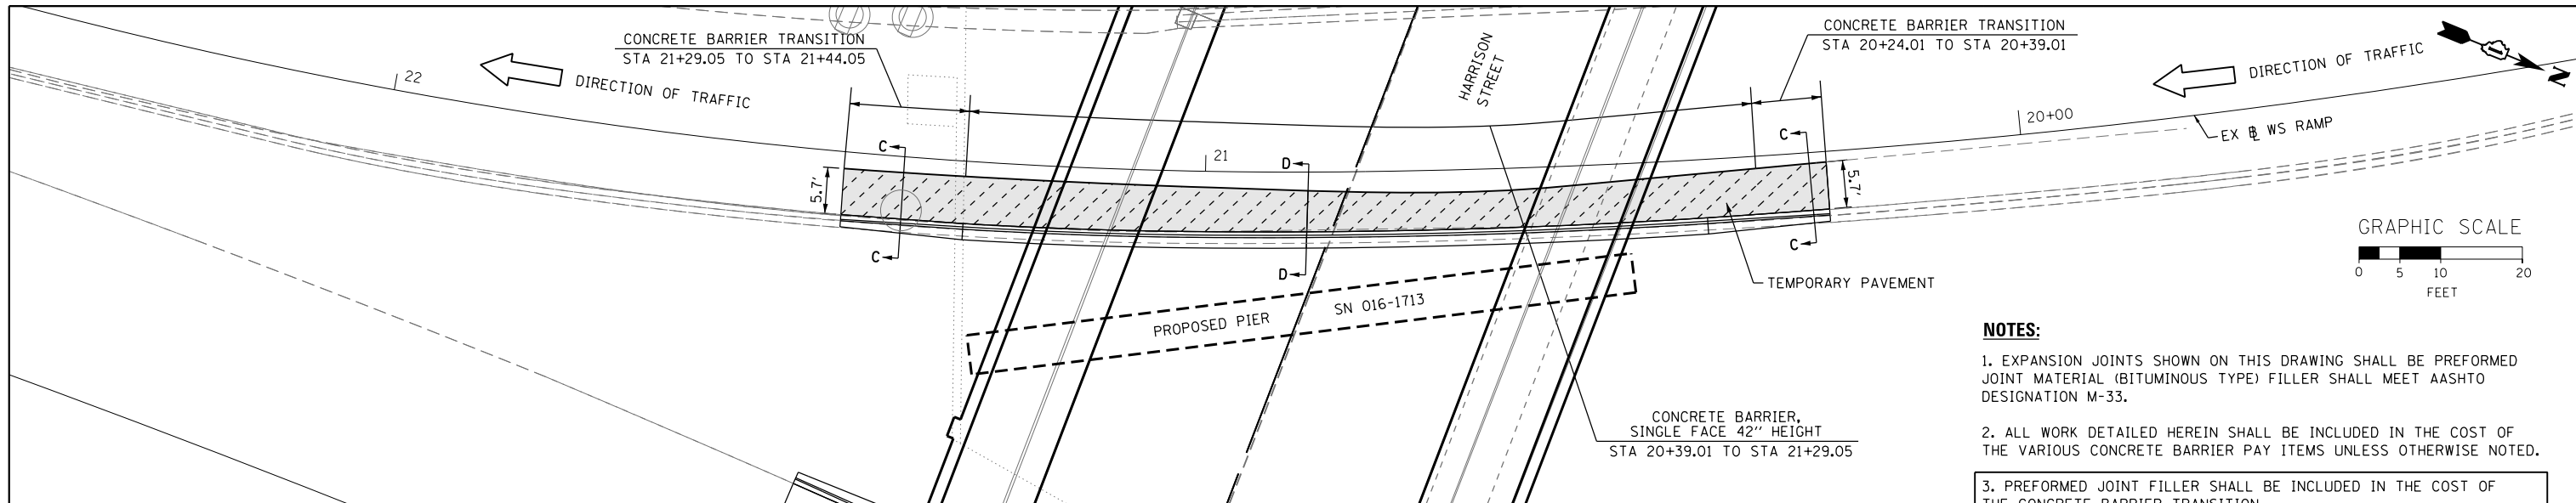 CONCRETE BARRIER TRANSITION
STA 21+29.05 TO STA 21+44.05
22
DIRECTION OF TRAFFIC
HARRISON
STREET
CONCRETE BARRIER TRANSITION
STA 20+24.01 TO STA 20+39.01
DIRECTION OF TRAFFIC
N
20+00
EX BL WS RAMP
C
D
21
C
5.7'
5.7'
C
D
C
TEMPORARY PAVEMENT
GRAPHIC SCALE
0 5 10 20
FEET
PROPOSED PIER
SN 016-1713
CONCRETE BARRIER,
SINGLE FACE 42" HEIGHT
STA 20+39.01 TO STA 21+29.05
NOTES:
1. EXPANSION JOINTS SHOWN ON THIS DRAWING SHALL BE PREFORMED
JOINT MATERIAL (BITUMINOUS TYPE) FILLER SHALL MEET AASHTO
DESIGNATION M-33.
2. ALL WORK DETAILED HEREIN SHALL BE INCLUDED IN THE COST OF
THE VARIOUS CONCRETE BARRIER PAY ITEMS UNLESS OTHERWISE NOTED.
3. PREFORMED JOINT FILLER SHALL BE INCLUDED IN THE COST OF
THE CONCRETE BARRIER TRANSITION